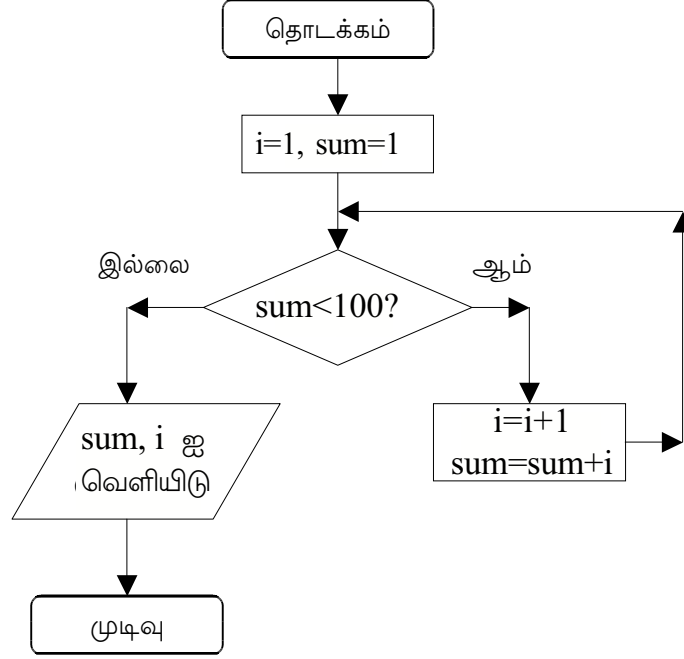 தொடக்கம்
i=1, sum=1
இல்லை
ஆம்
sum<100?
sum, i ஐ
வெளியிடு
i=i+1
sum=sum+i
முடிவு